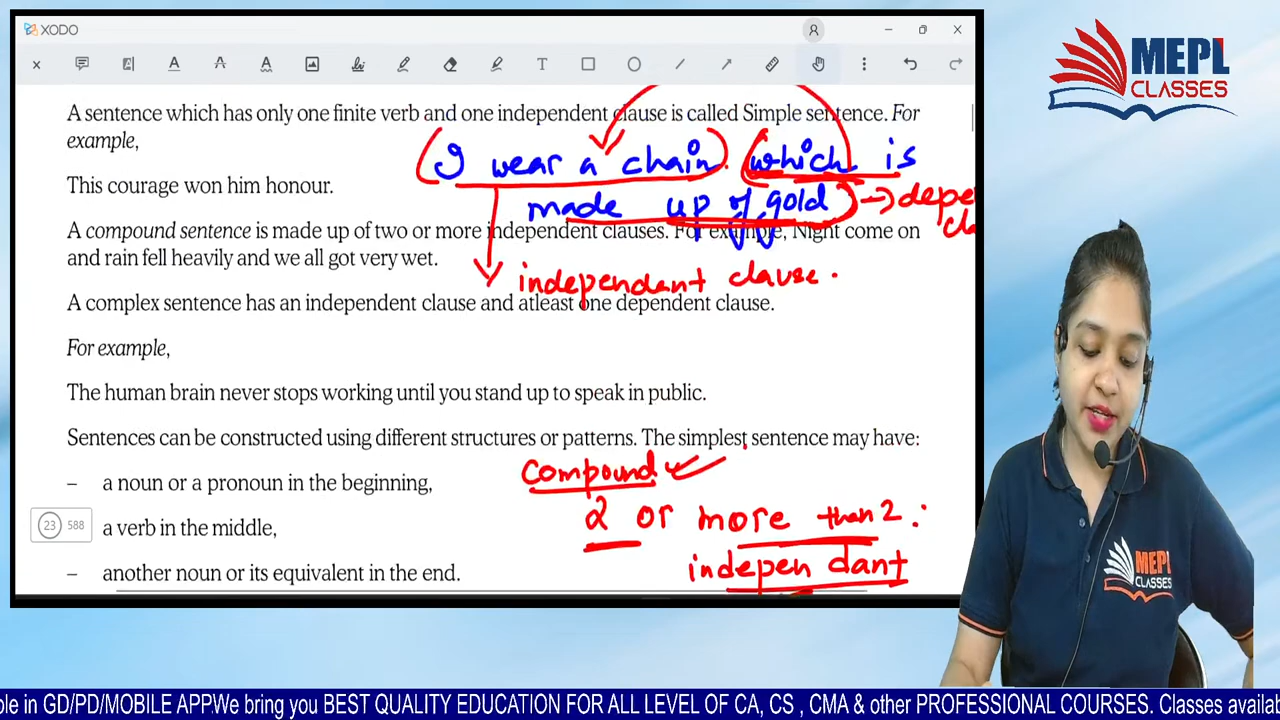 XODO
MEPL
CLASSES
A sentence which has only one finite verb and one independent clause is called Simple sentence. For
example,
I wear a chain. which is
This courage won him honour.
made up of gold → depe
cla
A compound sentence is made up of two or more independent clauses. For example, Night come on
and rain fell heavily and we all got very wet.
independant clause.
A complex sentence has an independent clause and atleast one dependent clause.
For example,
The human brain never stops working until you stand up to speak in public.
Sentences can be constructed using different structures or patterns. The simplest sentence may have:
compound
– a noun or a pronoun in the beginning,
2 or more than 2
23 588
– a verb in the middle,
independant
– another noun or its equivalent in the end.
MEPL
CLASSES
ble in GD/PD/MOBILE APP.We bring you BEST QUALITY EDUCATION FOR ALL LEVEL OF CA, CS , CMA & other PROFESSIONAL COURSES. Classes availab